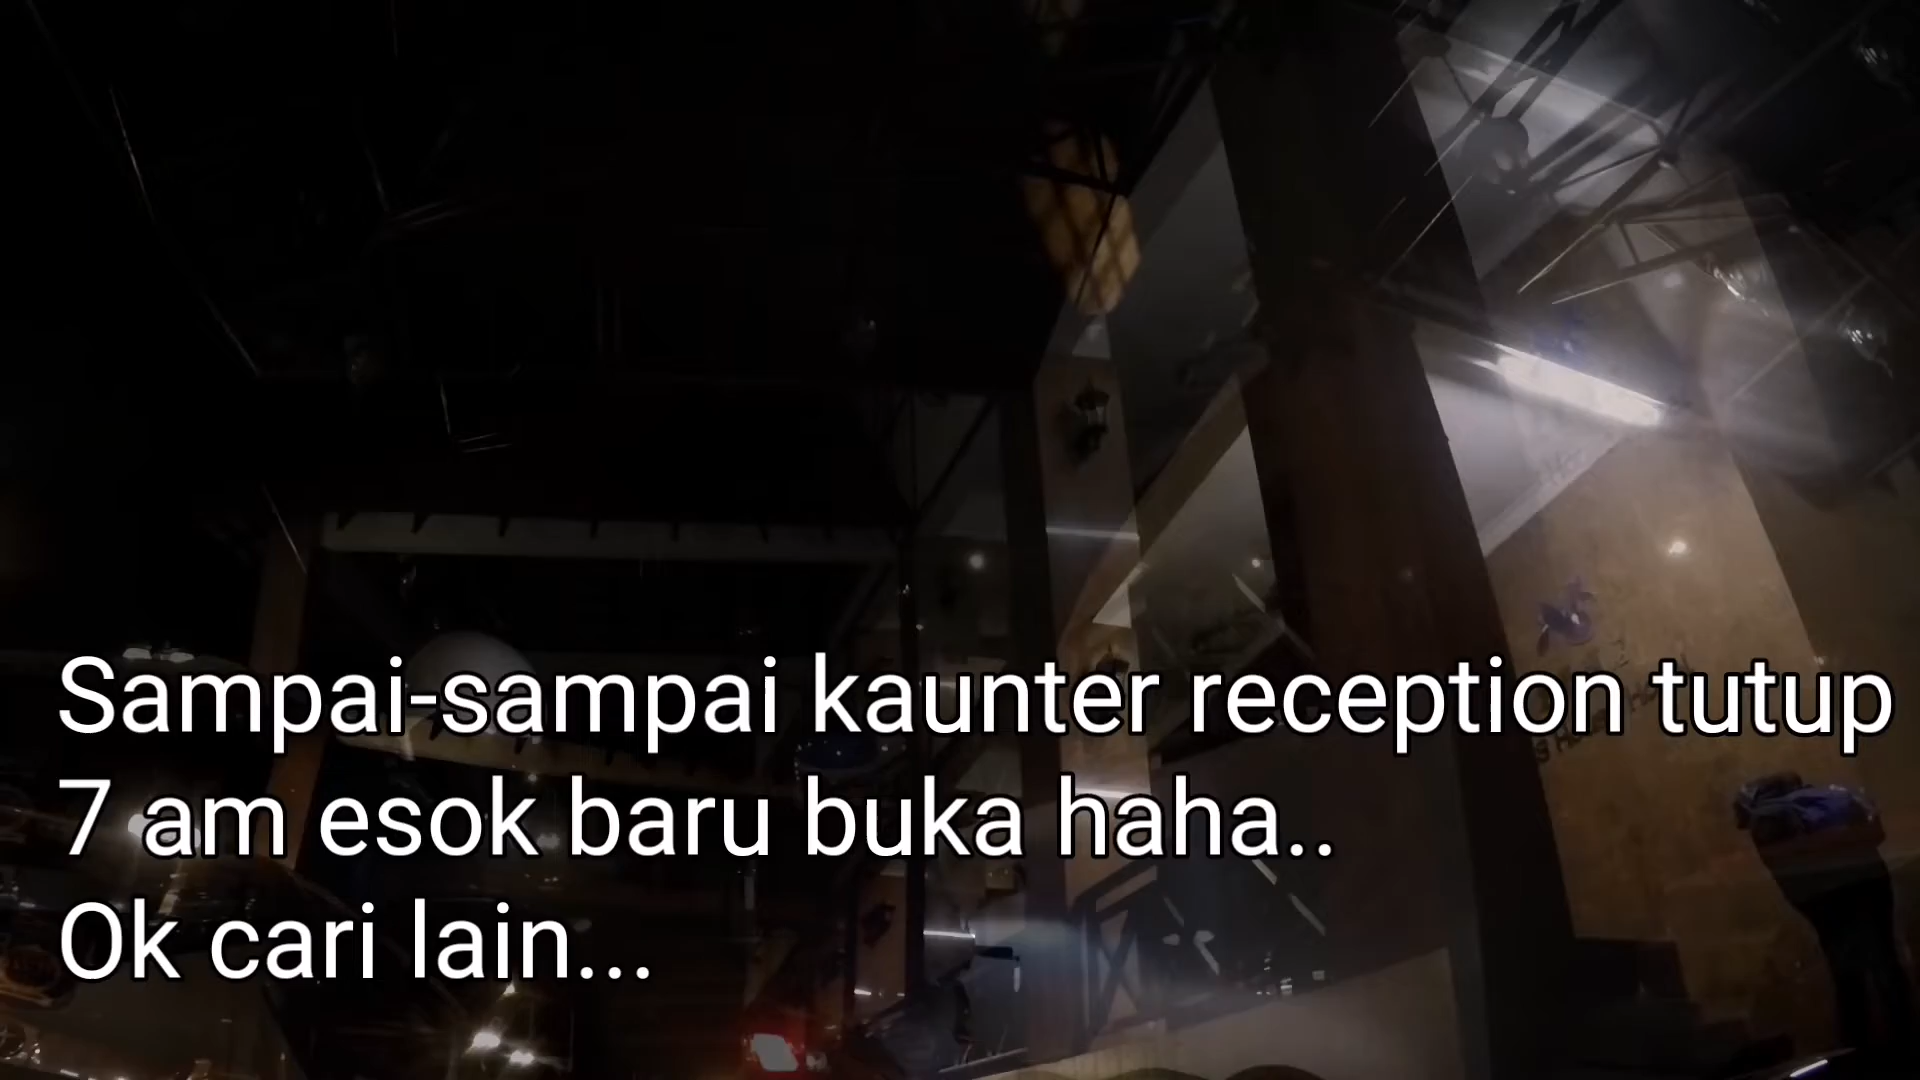 Sampai-sampai kaunter reception tutup
7 am esok baru buka haha..
Ok cari lain...